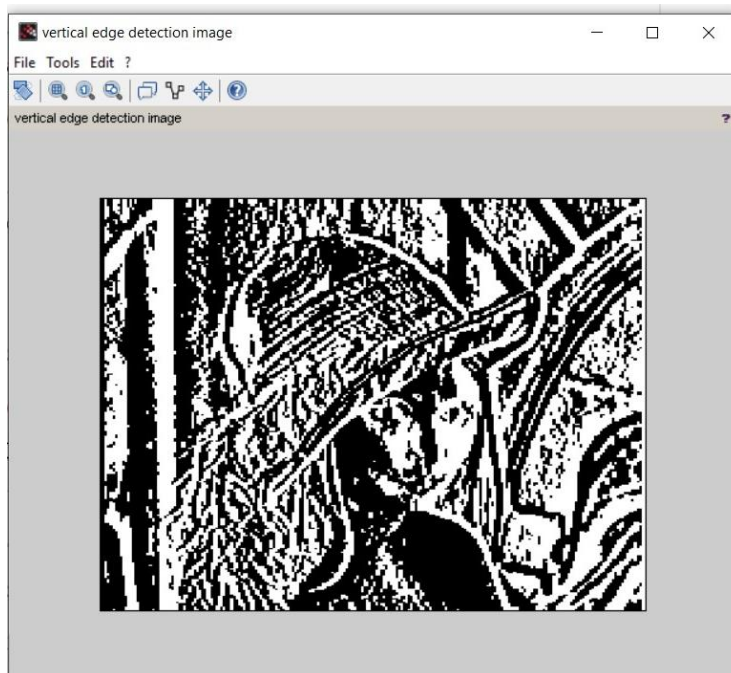 vertical edge detection image
File Tools Edit ?
vertical edge detection image ?